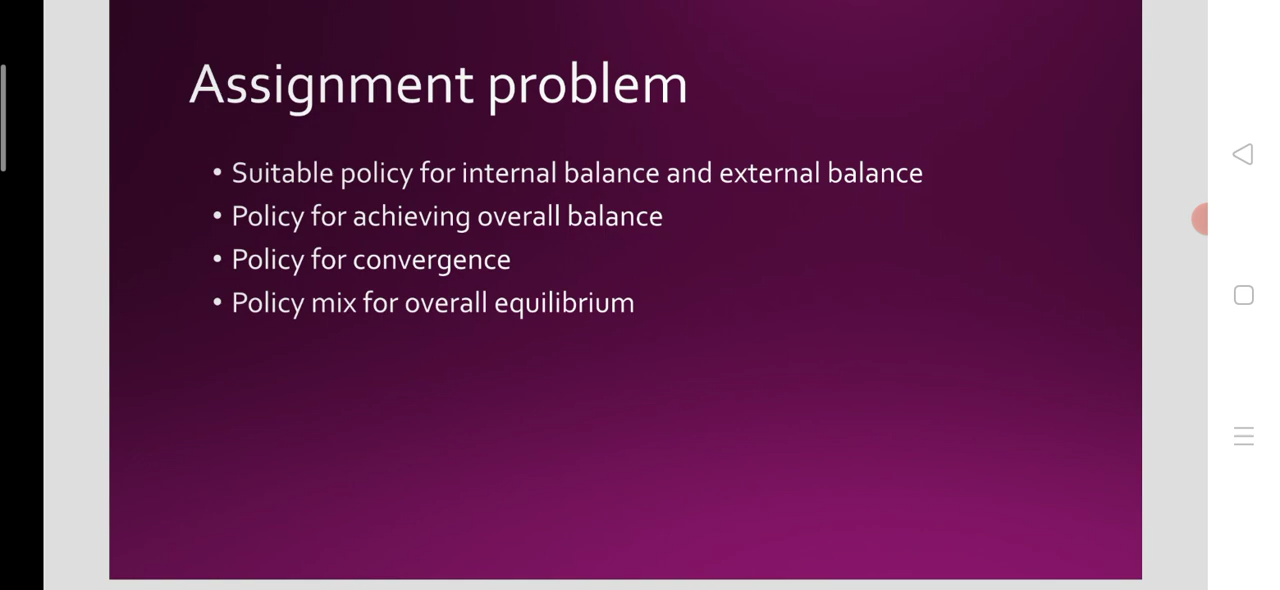 Assignment problem
• Suitable policy for internal balance and external balance
• Policy for achieving overall balance
• Policy for convergence
• Policy mix for overall equilibrium